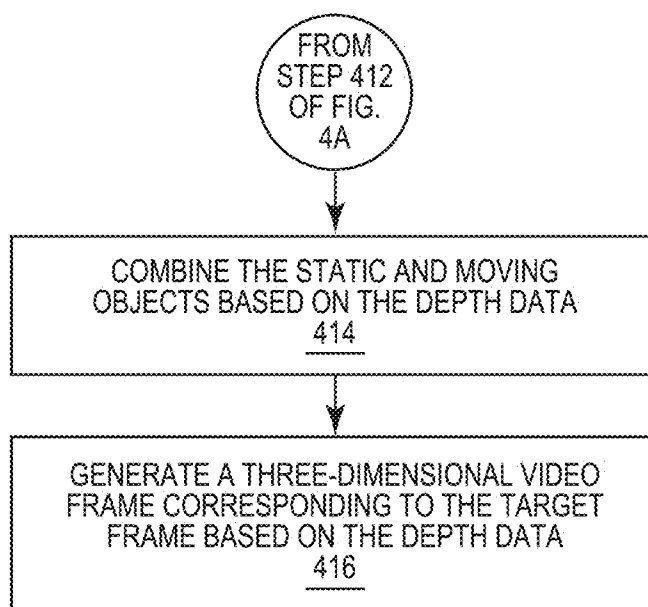 FROM
STEP 412
OF FIG.
4A
COMBINE THE STATIC AND MOVING
OBJECTS BASED ON THE DEPTH DATA
414
GENERATE A THREE-DIMENSIONAL VIDEO
FRAME CORRESPONDING TO THE TARGET
FRAME BASED ON THE DEPTH DATA
416